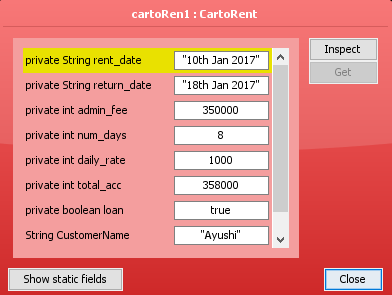 cartoRen1 : CartoRent
private String rent_date "10th Jan 2017"
private String return_date "18th Jan 2017"
private int admin_fee 350000
private int num_days 8
private int daily_rate 1000
private int total_acc 358000
private boolean loan true
String CustomerName "Ayushi"
Inspect
Get
Show static fields
Close